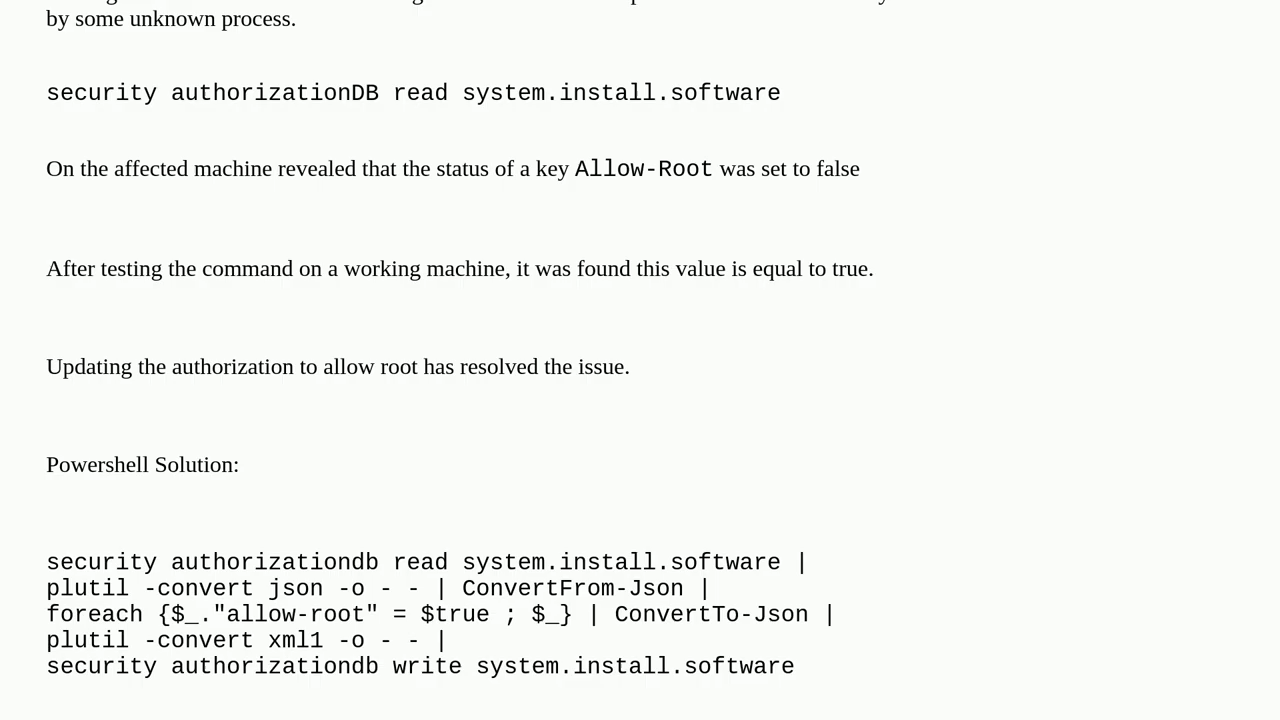 by some unknown process.
security authorizationDB read system.install.software
On the affected machine revealed that the status of a key Allow-Root was set to false
After testing the command on a working machine, it was found this value is equal to true.
Updating the authorization to allow root has resolved the issue.
Powershell Solution:
security authorizationdb read system.install.software |
plutil -convert json -o - - | ConvertFrom-Json |
foreach {$_."allow-root" = $true ; $_} | ConvertTo-Json |
plutil -convert xml1 -o - - |
security authorizationdb write system.install.software